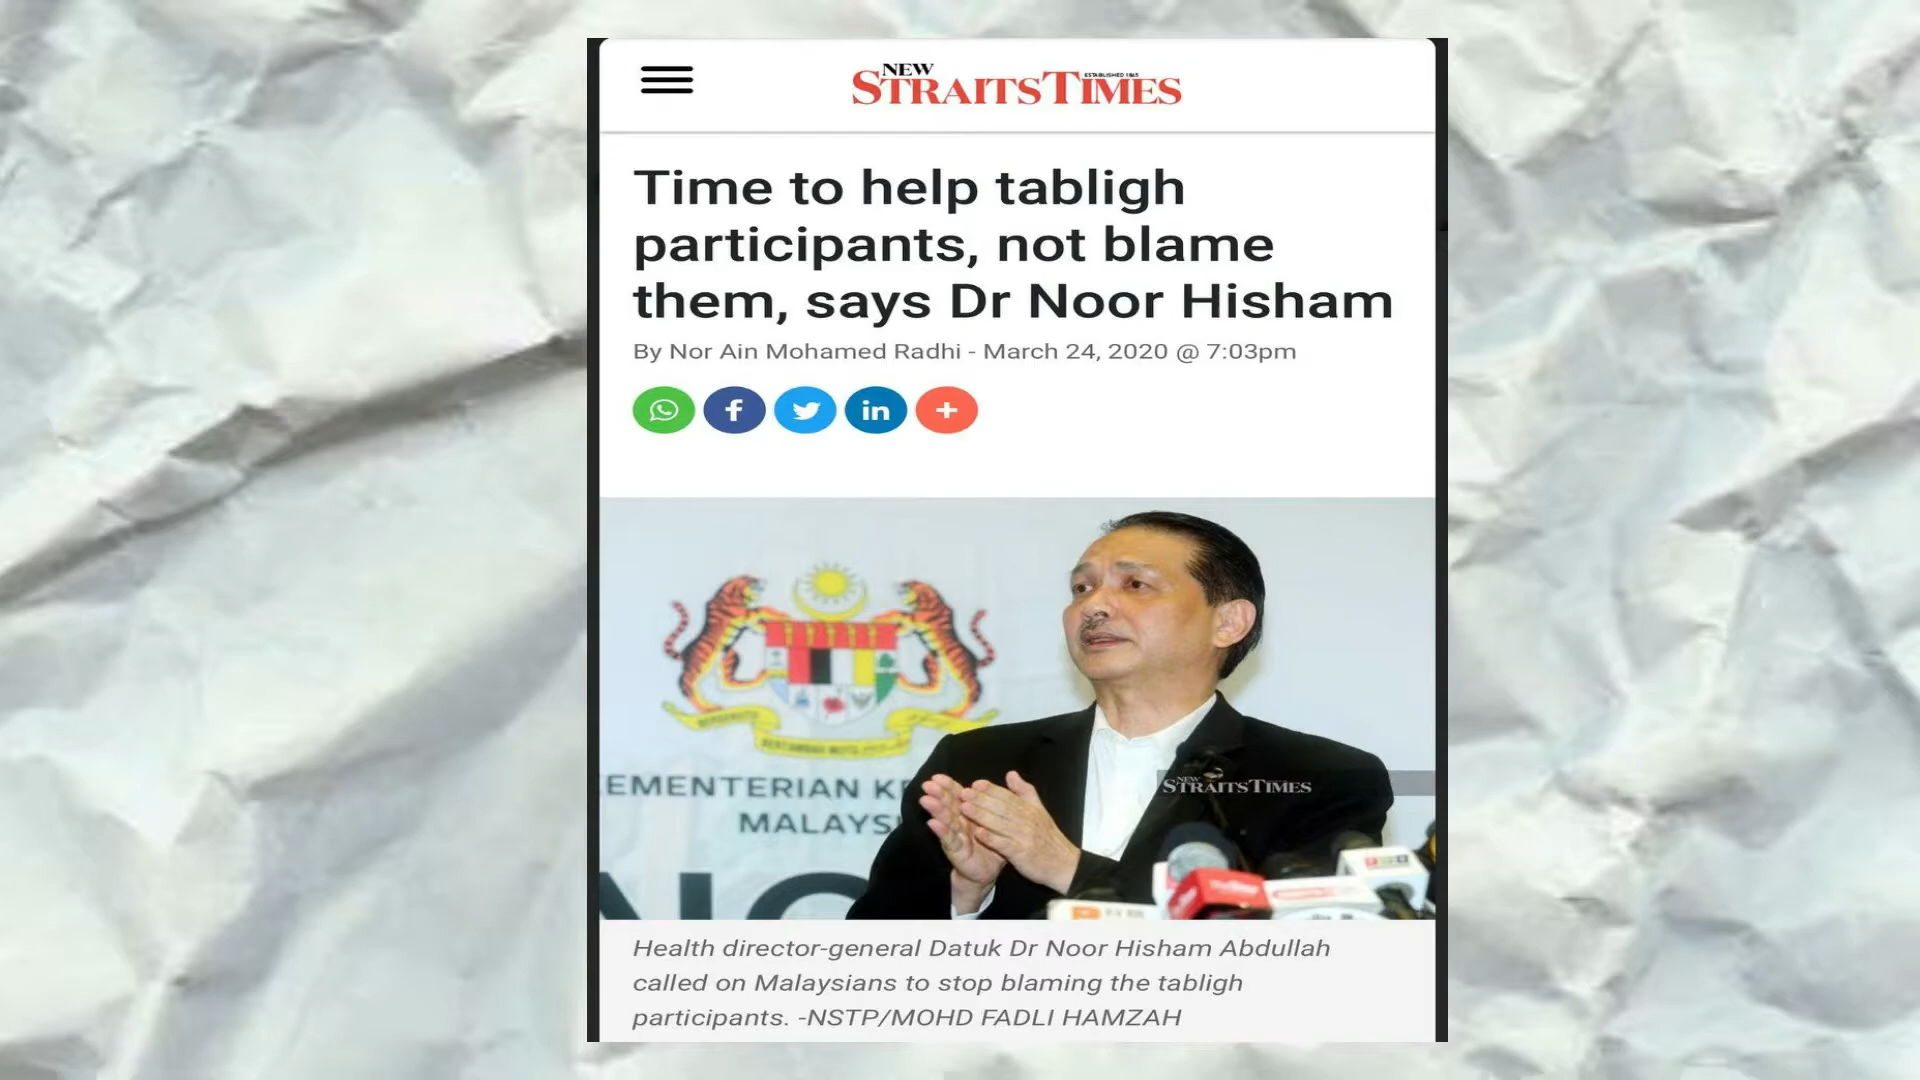 NEW
STRAITS TIMES
ESTABLISHED 1845
Time to help tabligh
participants, not blame
them, says Dr Noor Hisham
By Nor Ain Mohamed Radhi - March 24, 2020 @ 7:03pm
KEMENTERIAN KE
MALAYS
NEW
STRAITS TIMES
Health director-general Datuk Dr Noor Hisham Abdullah
called on Malaysians to stop blaming the tabligh
participants. -NSTP/MOHD FADLI HAMZAH